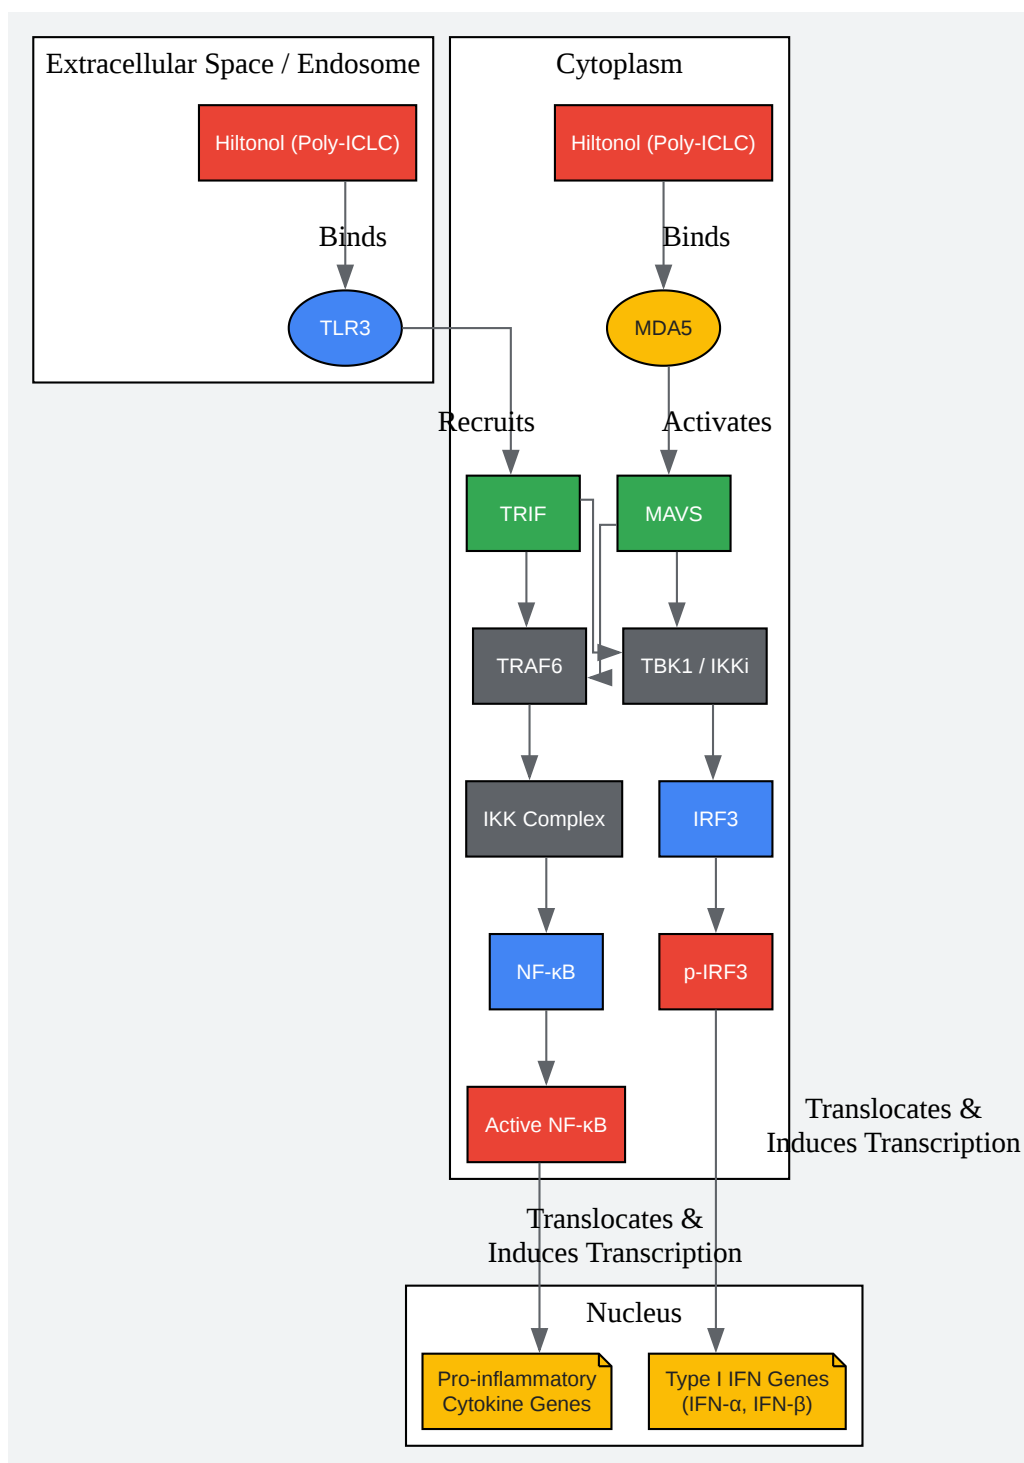 Extracellular Space / Endosome
Cytoplasm
Hiltonol (Poly-ICLC)
Hiltonol (Poly-ICLC)
Binds
Binds
TLR3
MDA5
Recruits
Activates
TRIF
MAVS
TRAF6
TBK1 / IKKi
IKK Complex
IRF3
NF-κB
p-IRF3
Active NF-κB
Translocates &
Induces Transcription
Translocates &
Induces Transcription
Nucleus
Pro-inflammatory
Cytokine Genes
Type I IFN Genes
(IFN-α, IFN-β)